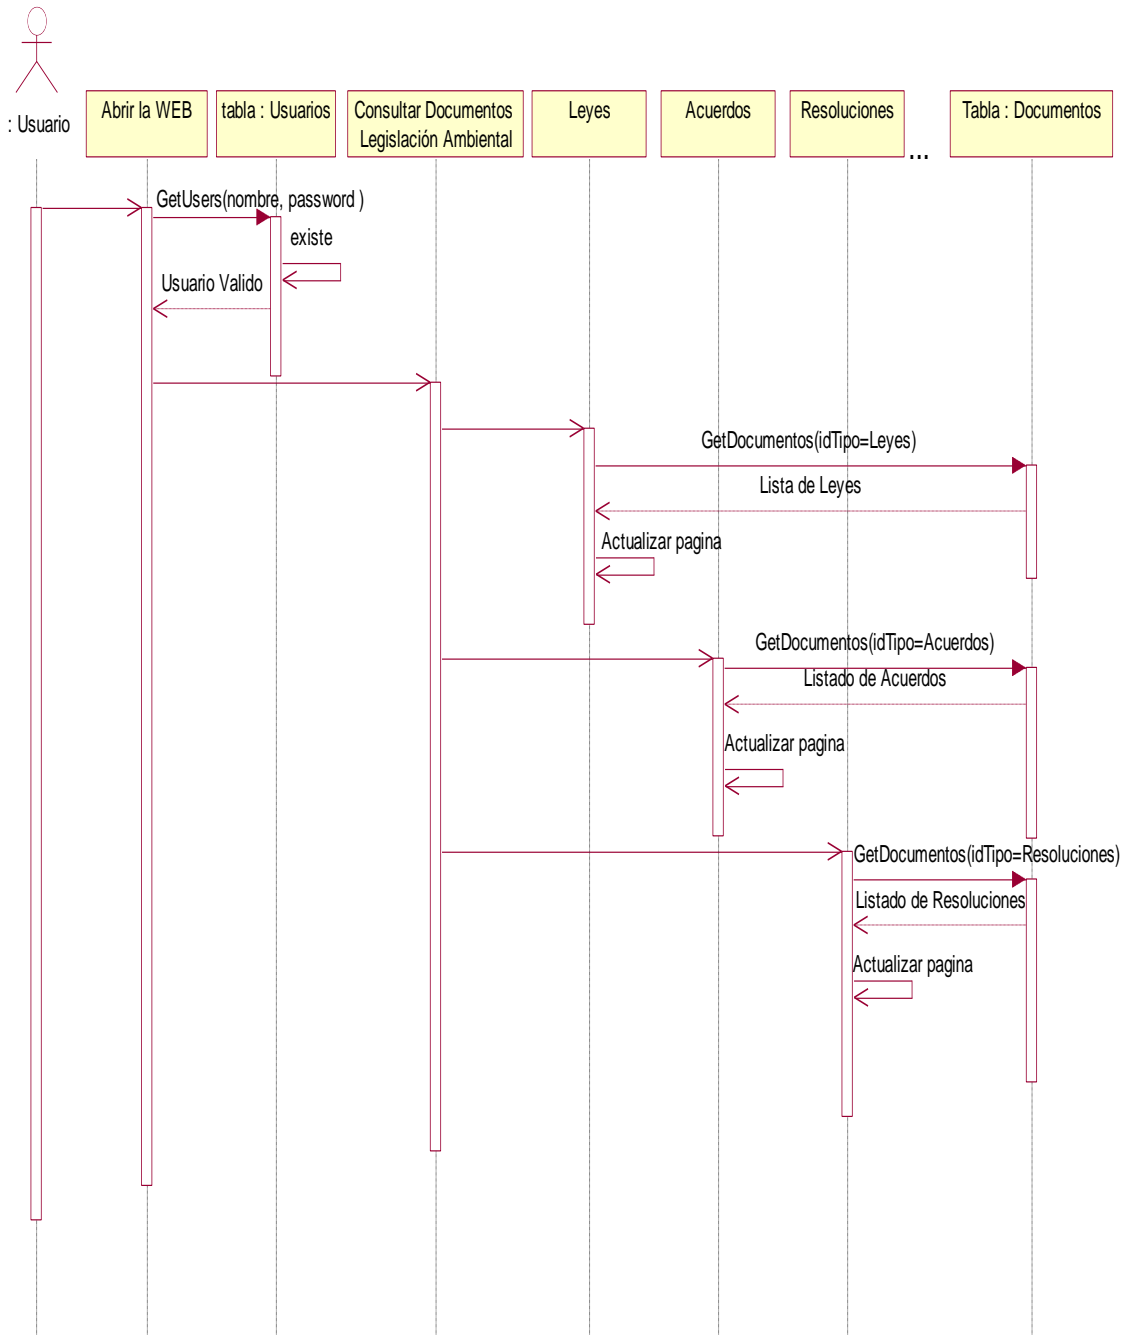 : Usuario
Abrir la WEB
tabla : Usuarios
Consultar Documentos
Legislación Ambiental
Leyes
Acuerdos
Resoluciones
...
Tabla : Documentos
GetUsers(nombre, password )
existe
Usuario Valido
GetDocumentos(idTipo=Leyes)
Lista de Leyes
Actualizar pagina
GetDocumentos(idTipo=Acuerdos)
Listado de Acuerdos
Actualizar pagina
GetDocumentos(idTipo=Resoluciones)
Listado de Resoluciones
Actualizar pagina